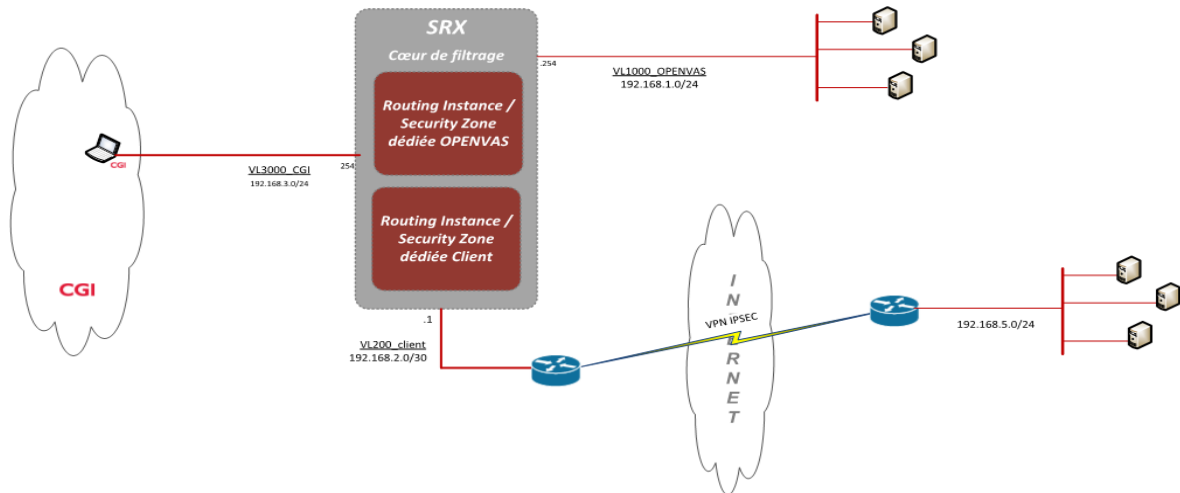 SRX
Cœur de filtrage
Routing Instance /
Security Zone
dédiée OPENVAS
Routing Instance /
Security Zone
dédiée Client
.254
VL1000_OPENVAS
192.168.1.0/24
CGI
VL3000_CGI
192.168.3.0/24
254
CGI
.1
VL200_client
192.168.2.0/30
VPN iPSEC
I
N
RNET
192.168.5.0/24